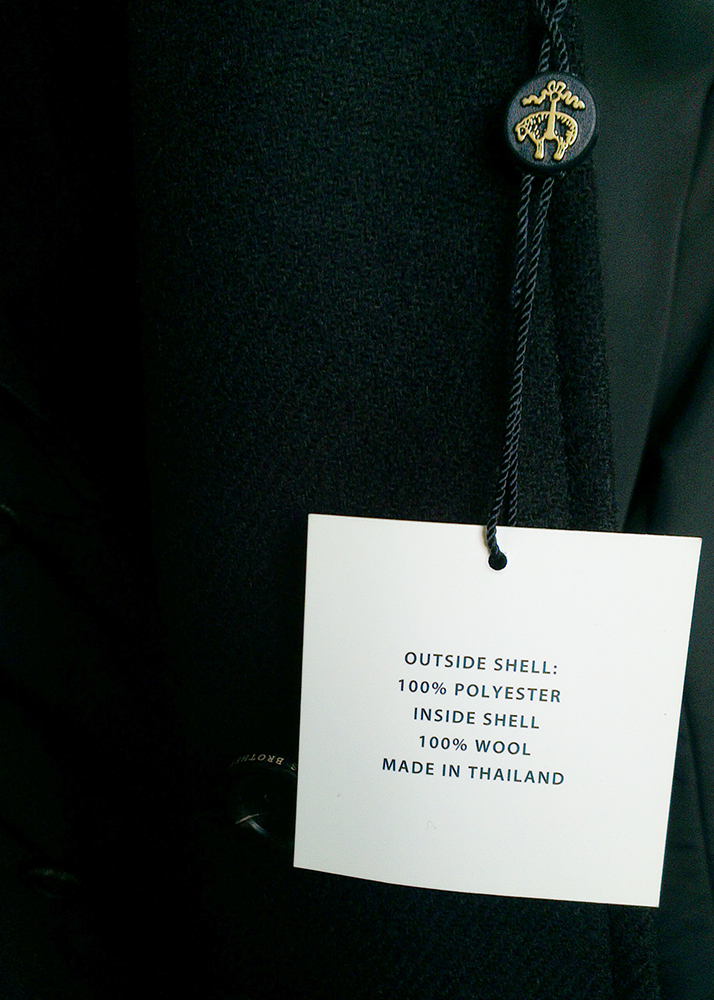 OUTSIDE SHELL:
100% POLYESTER
INSIDE SHELL
100% WOOL
MADE IN THAILAND